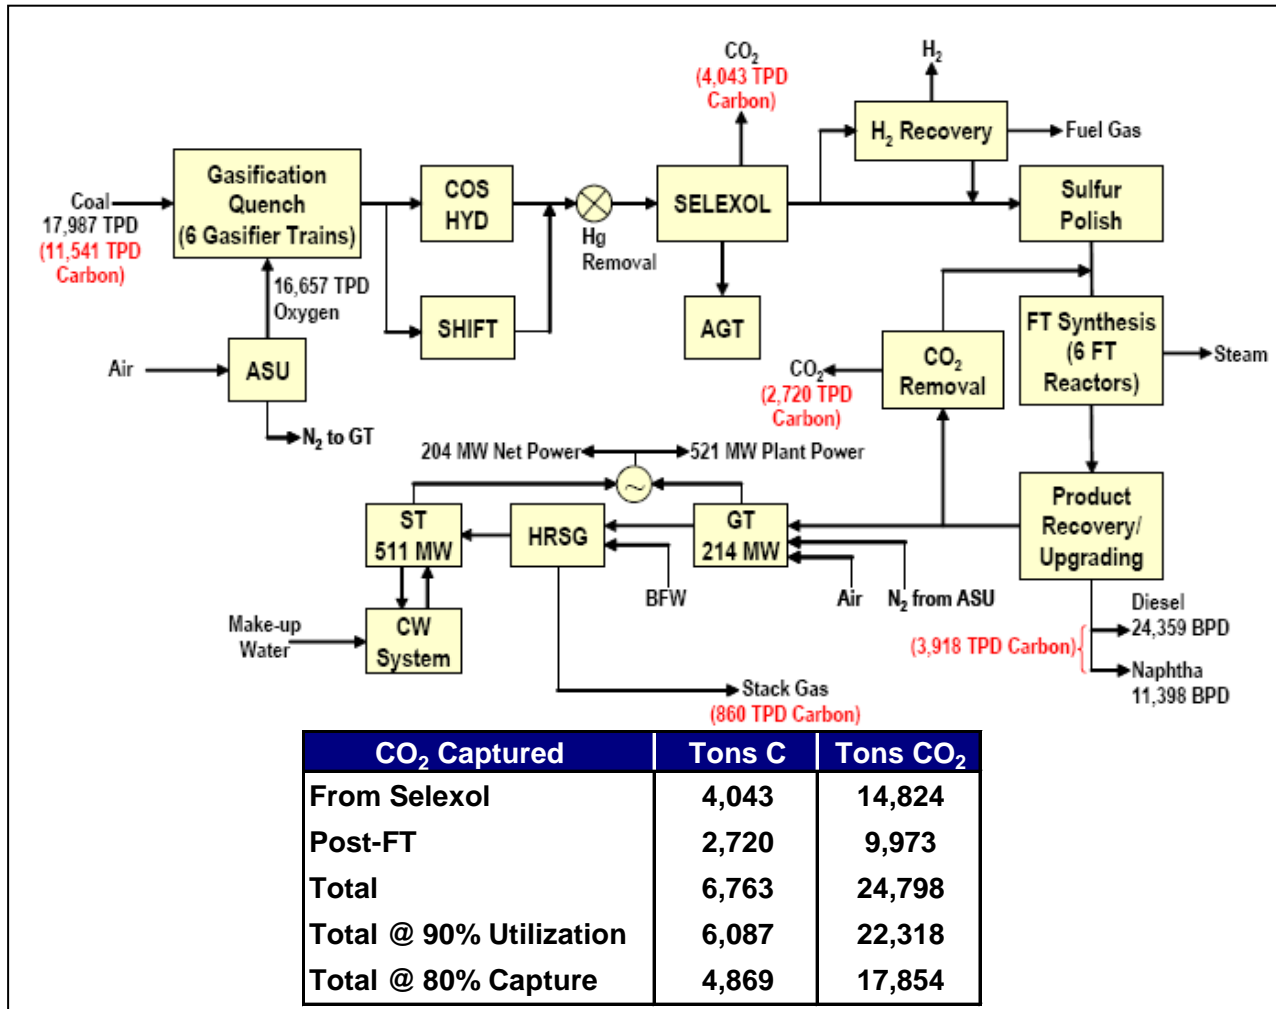 CO₂
(4,043 TPD
Carbon)
H₂
H₂ Recovery
Fuel Gas
Gasification
Quench
(6 Gasifier Trains)
COS
HYD
SELEXOL
Sulfur
Polish
Coal
17,987 TPD
(11,541 TPD
Carbon)
Hg
Removal
16,657 TPD
Oxygen
SHIFT
AGT
FT Synthesis
(6 FT
Reactors)
Steam
Air
ASU
CO₂
Removal
CO₂
(2,720 TPD
Carbon)
N₂ to GT
204 MW Net Power
521 MW Plant Power
~
ST
511 MW
HRSG
GT
214 MW
Product
Recovery/
Upgrading
BFW
Air
N₂ from ASU
Make-up
Water
CW
System
Diesel
24,359 BPD
(3,918 TPD Carbon)
Naphtha
11,398 BPD
Stack Gas
(860 TPD Carbon)
CO₂ Captured Tons C Tons CO₂
From Selexol 4,043 14,824
Post-FT 2,720 9,973
Total 6,763 24,798
Total @ 90% Utilization 6,087 22,318
Total @ 80% Capture 4,869 17,854